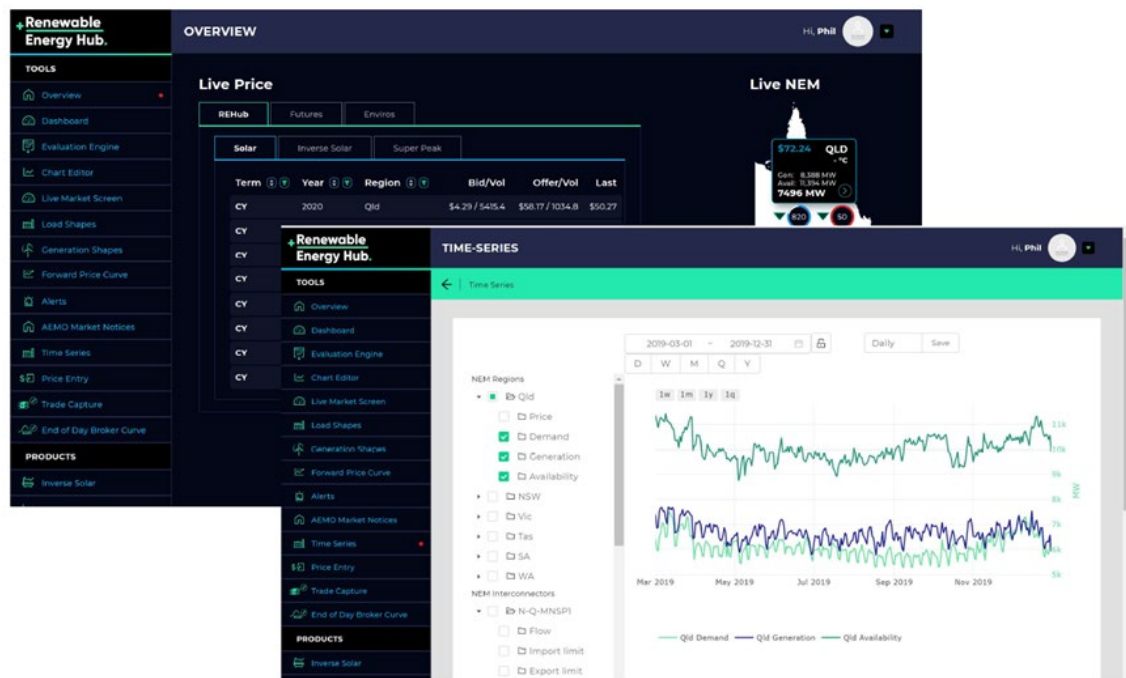 +Renewable
Energy Hub.
OVERVIEW
Hi, Phil
TOOLS
Overview
Dashboard
Evaluation Engine
Chart Editor
Live Market Screen
Load Shapes
Generation Shapes
Forward Price Curve
Alerts
AEMO Market Notices
Time Series
Price Entry
Trade Capture
End of Day Broker Curve
PRODUCTS
Inverse Solar
Live Price
REHub Futures Enviros
Solar Inverse Solar Super Peak
Term Year Region Bid/Vol Offer/Vol Last
CY 2020 Qld $4.29 / 5415.4 $58.17 / 1034.8 $50.27
CY
CY
CY
CY
CY
CY
CY
Live NEM
$72.24 QLD
- °C
Gen: 8,388 MW
Avail: 11,394 MW
7496 MW
820 50
+Renewable
Energy Hub.
TIME-SERIES
Hi, Phil
TOOLS
Overview
Dashboard
Evaluation Engine
Chart Editor
Live Market Screen
Load Shapes
Generation Shapes
Forward Price Curve
Alerts
AEMO Market Notices
Time Series
Price Entry
Trade Capture
End of Day Broker Curve
PRODUCTS
Inverse Solar
Time Series
2019-03-01 ~ 2019-12-31 Daily Save
D W M Q Y
NEM Regions
Qld
Price
Demand
Generation
Availability
NSW
Vic
Tas
SA
WA
NEM Interconnectors
N-Q-MNSP1
Flow
Import limit
Export limit
1w 1m 1y 1q
11k
10k
8k
7k
6k
5k
MW
Mar 2019 May 2019 Jul 2019 Sep 2019 Nov 2019
Qld Demand Qld Generation Qld Availability